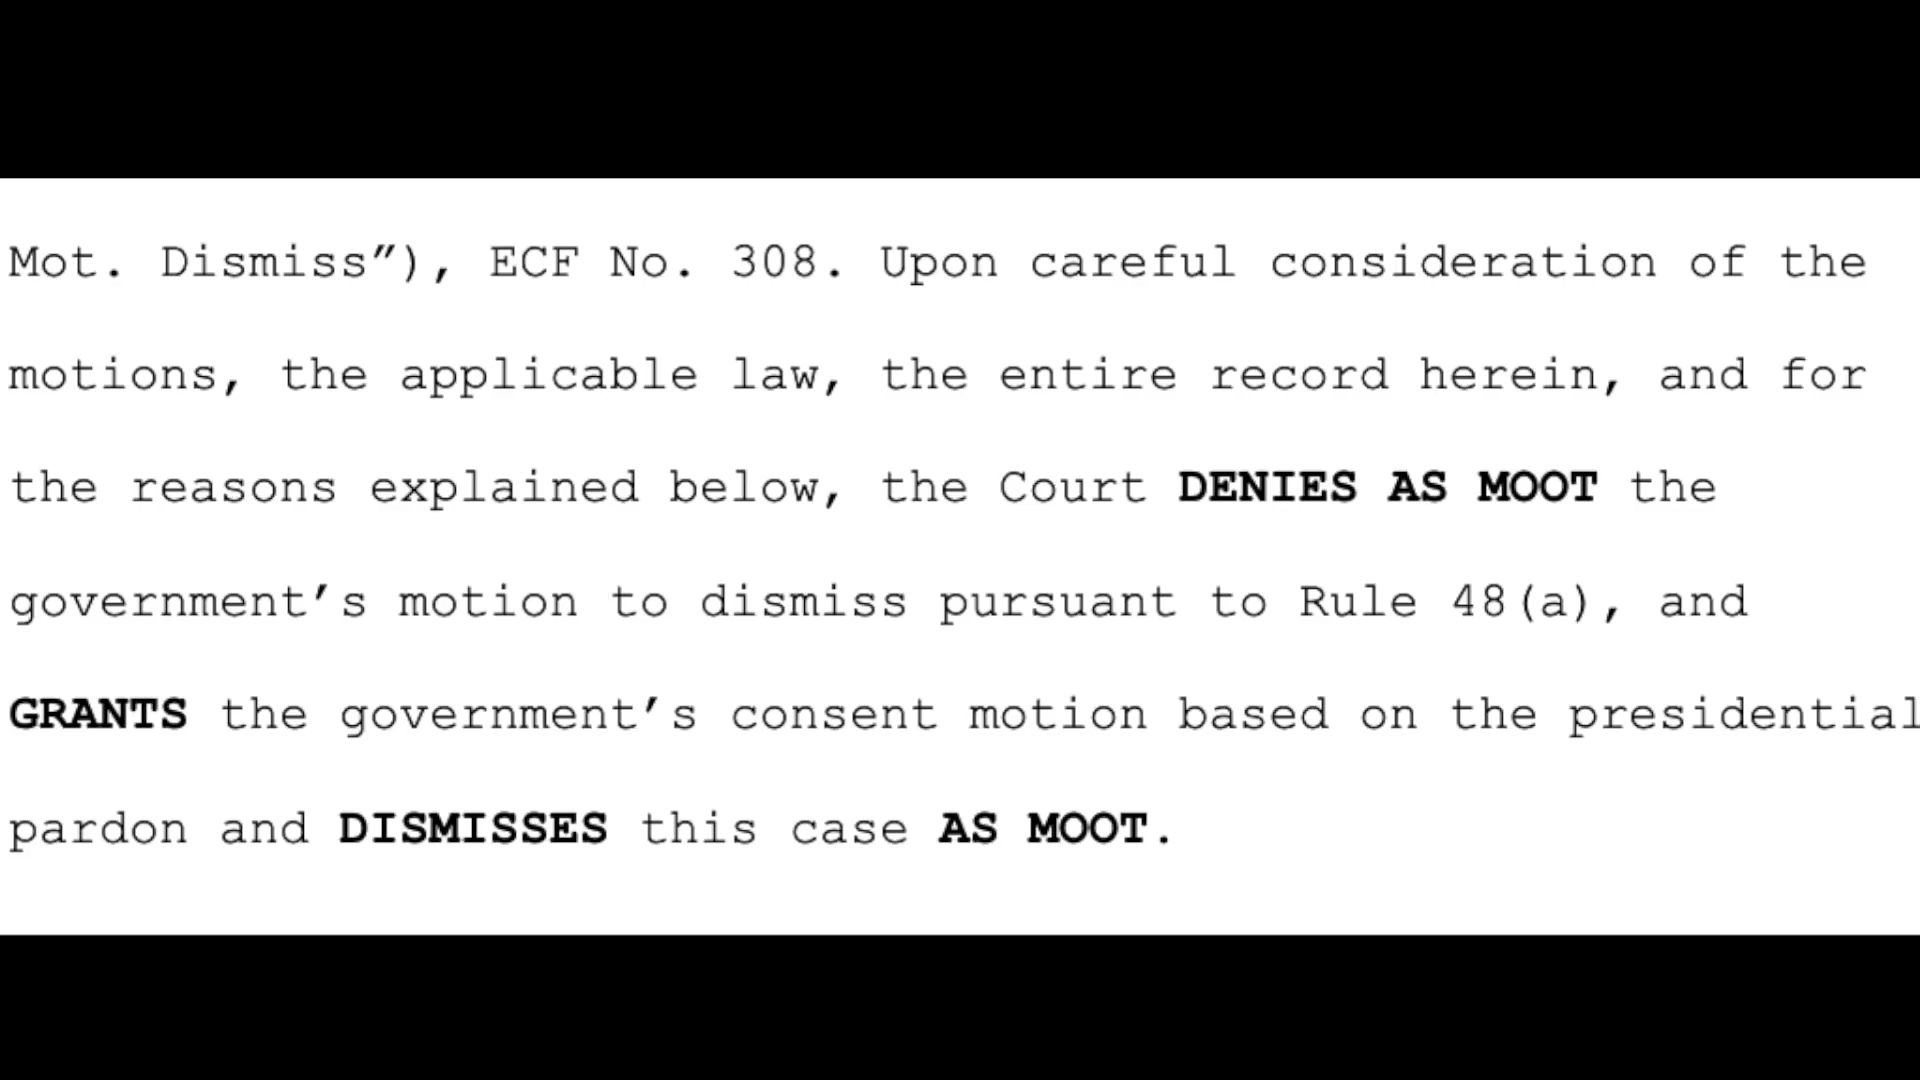 Mot. Dismiss”), ECF No. 308. Upon careful consideration of the
motions, the applicable law, the entire record herein, and for
the reasons explained below, the Court DENIES AS MOOT the
government’s motion to dismiss pursuant to Rule 48(a), and
GRANTS the government’s consent motion based on the presidential
pardon and DISMISSES this case AS MOOT.